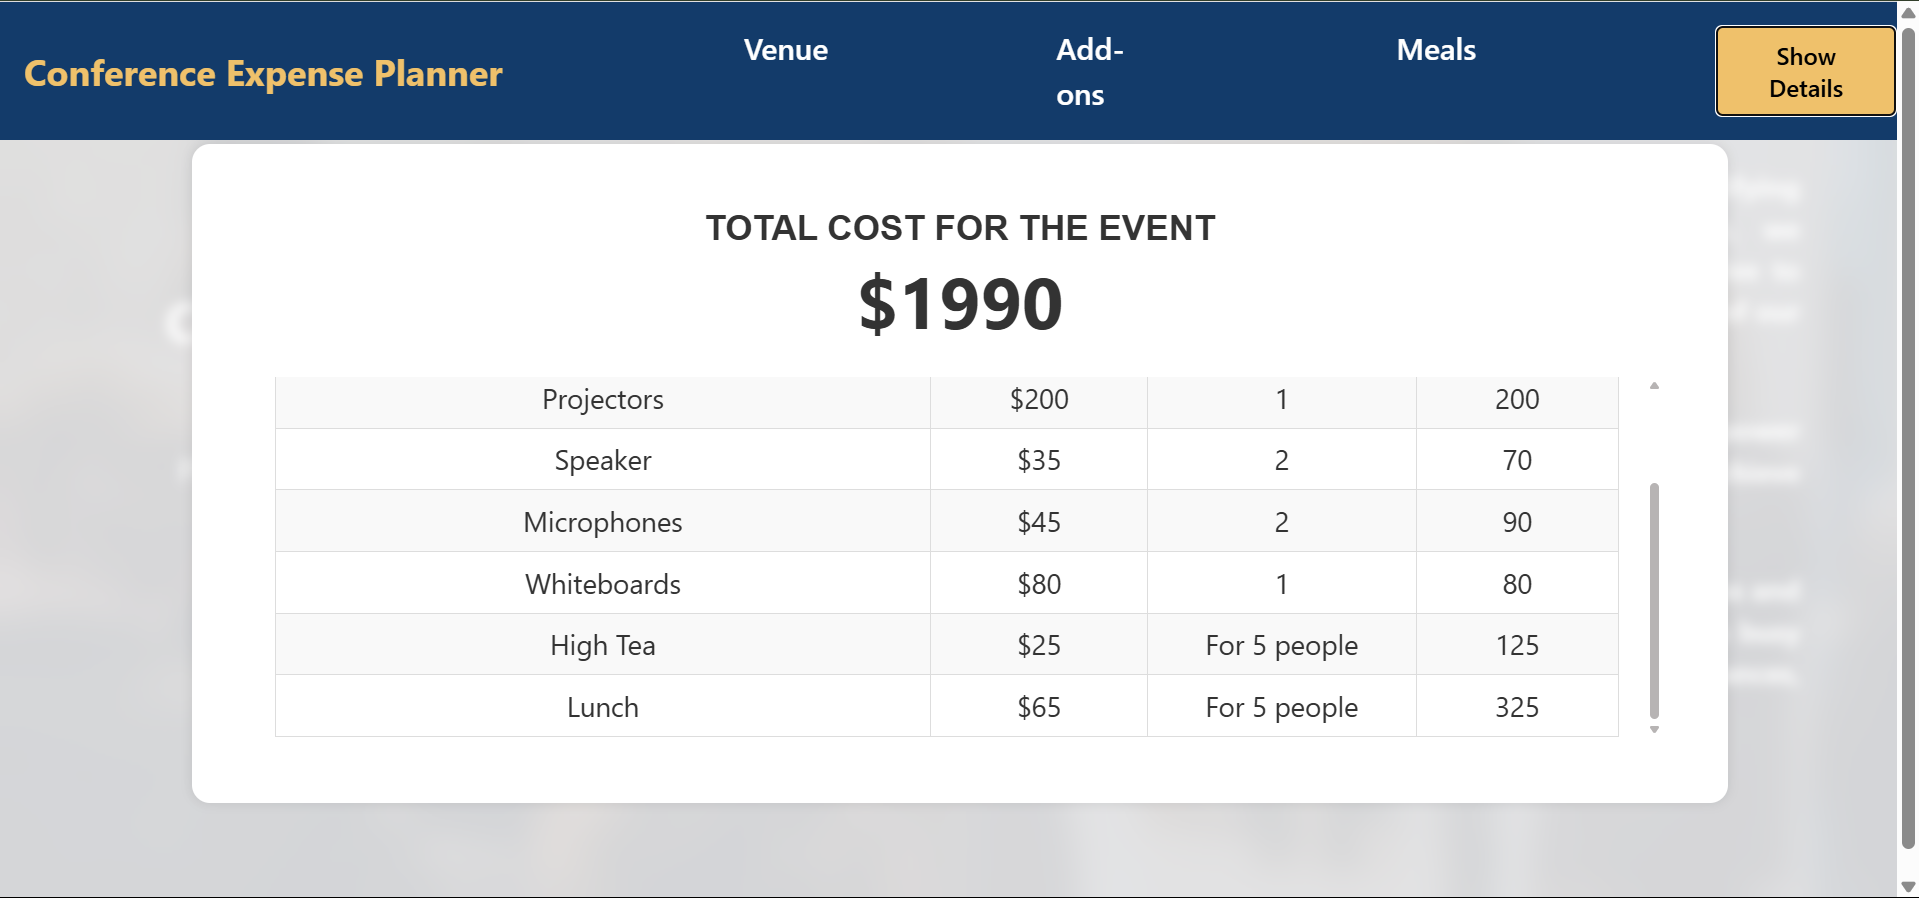 Conference Expense Planner
Venue
Add-
ons
Meals
Show
Details
TOTAL COST FOR THE EVENT
$1990
Projectors $200 1 200
Speaker $35 2 70
Microphones $45 2 90
Whiteboards $80 1 80
High Tea $25 For 5 people 125
Lunch $65 For 5 people 325